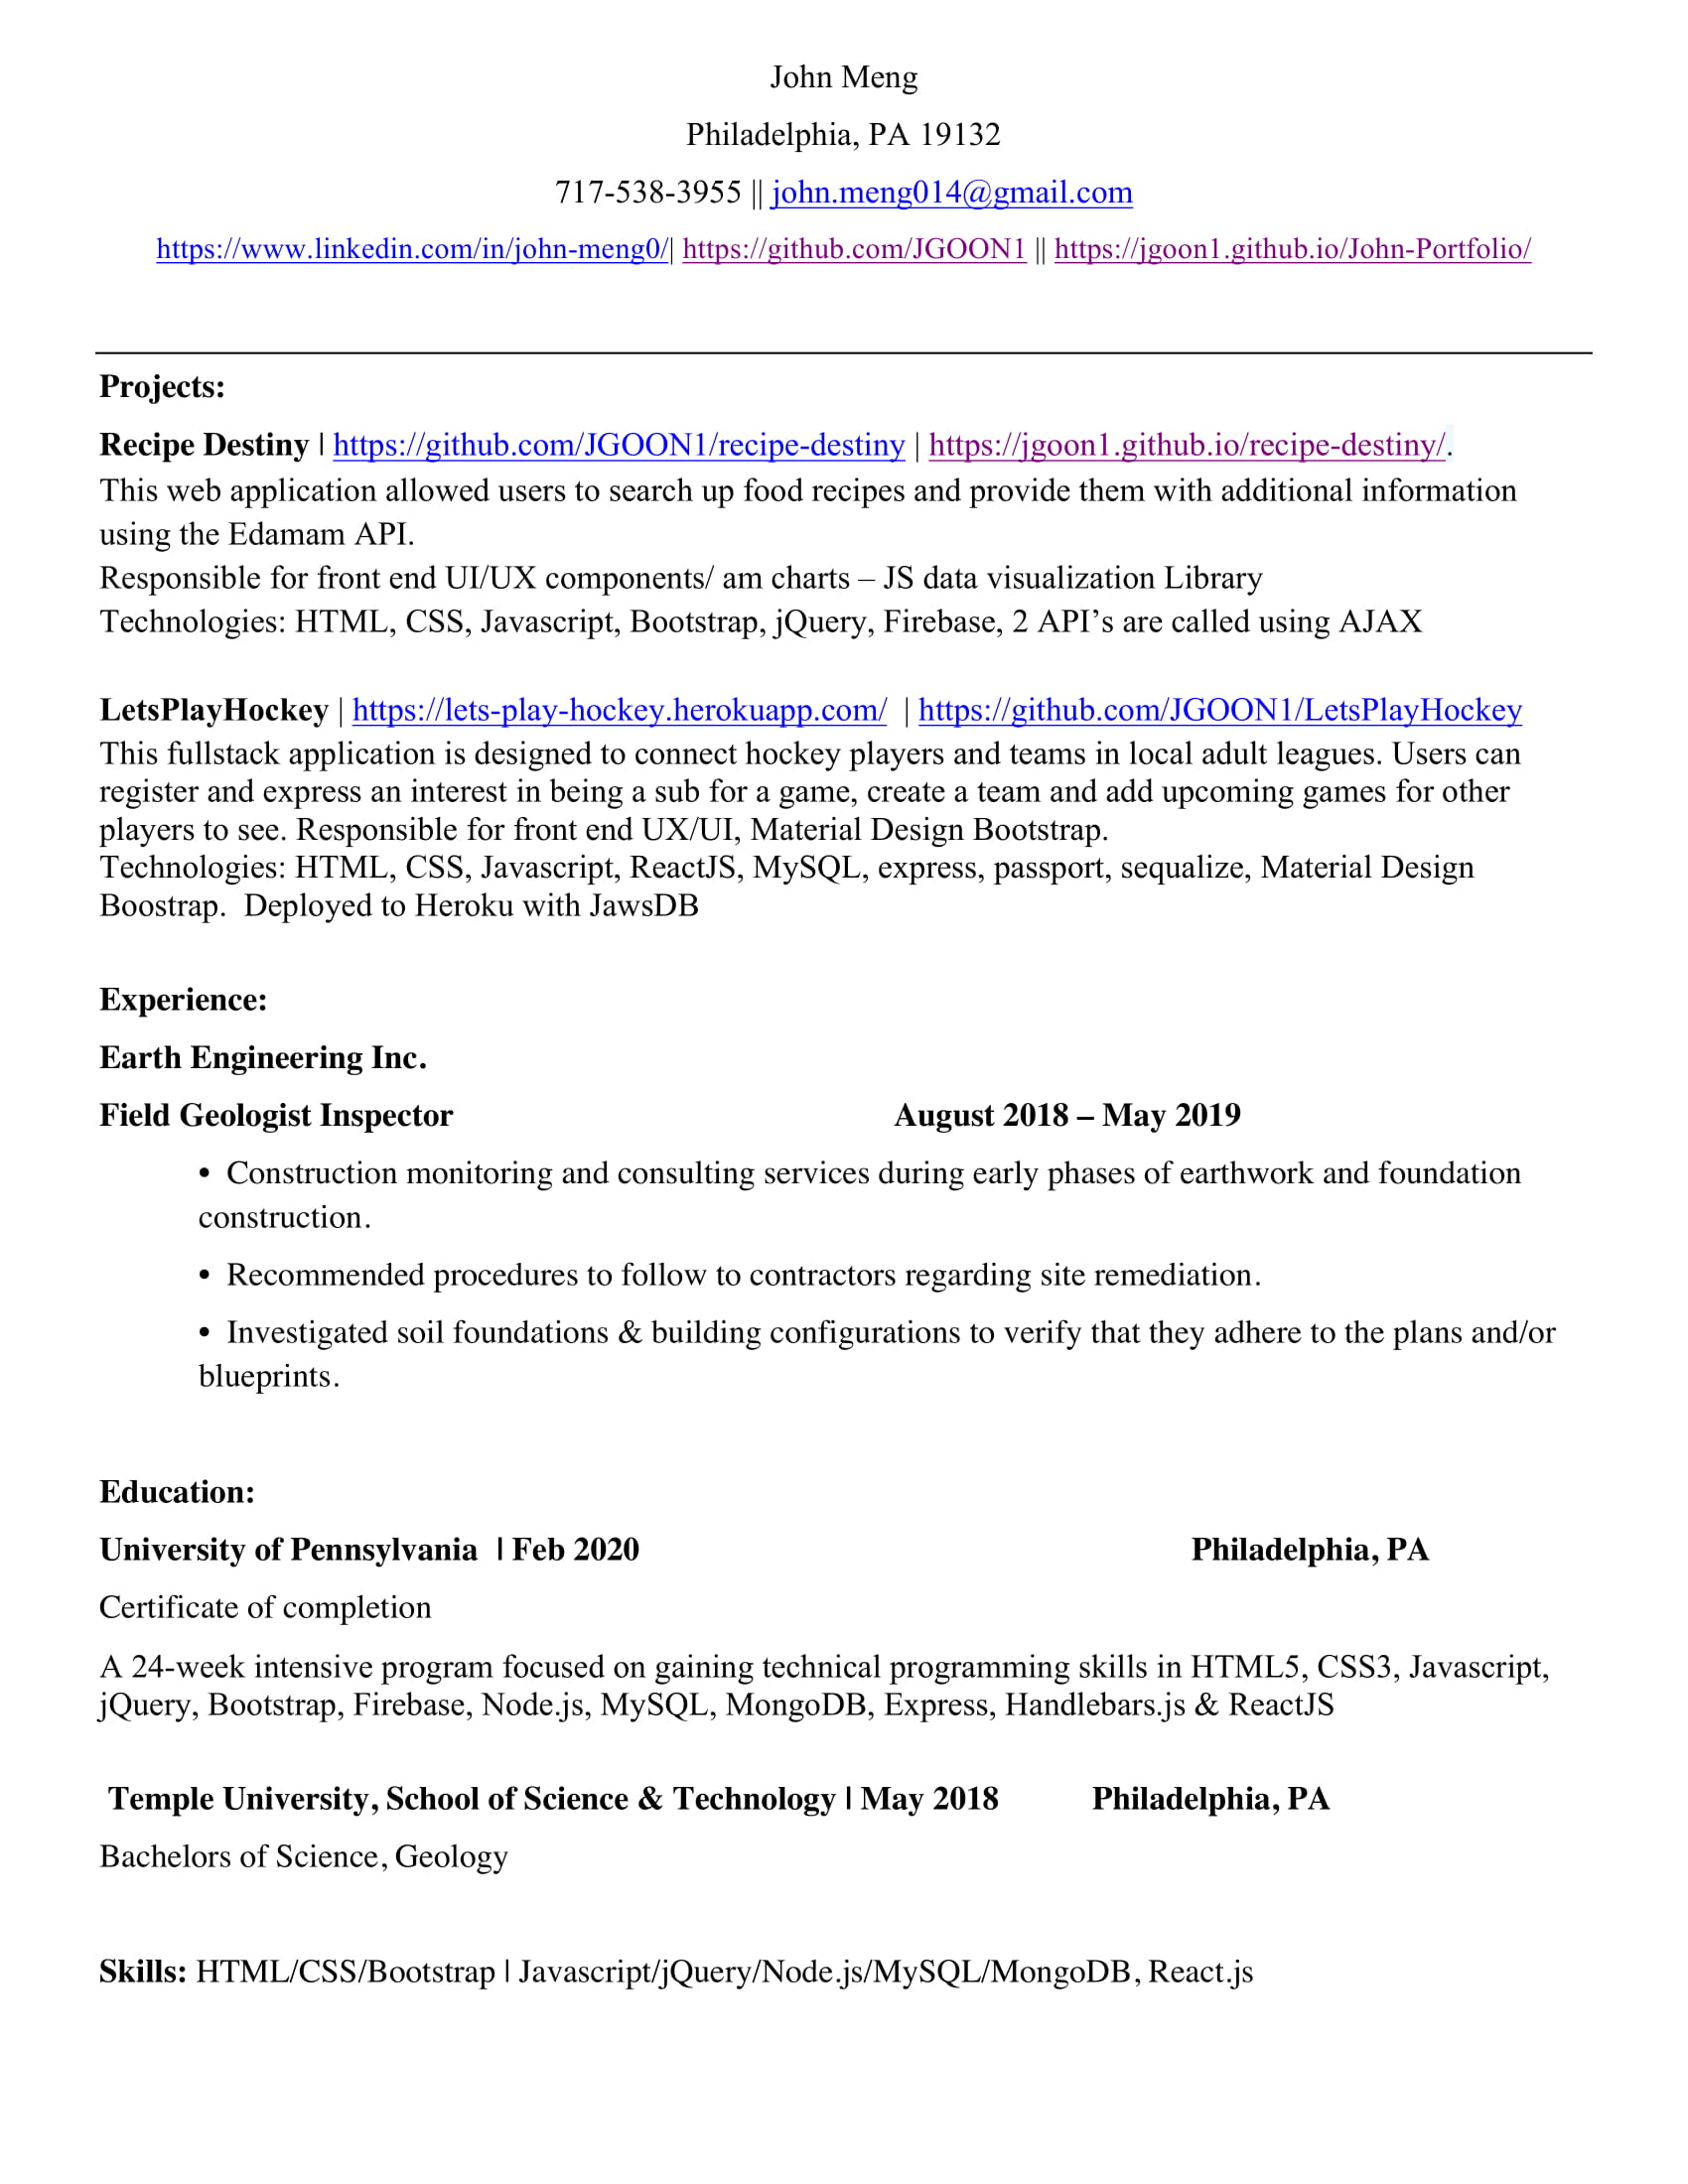 John Meng
Philadelphia, PA 19132
717-538-3955 || john.meng014@gmail.com
https://www.linkedin.com/in/john-meng0/| https://github.com/JGOON1 || https://jgoon1.github.io/John-Portfolio/
Projects:
Recipe Destiny | https://github.com/JGOON1/recipe-destiny | https://jgoon1.github.io/recipe-destiny/.
This web application allowed users to search up food recipes and provide them with additional information
using the Edamam API.
Responsible for front end UI/UX components/ am charts – JS data visualization Library
Technologies: HTML, CSS, Javascript, Bootstrap, jQuery, Firebase, 2 API’s are called using AJAX
LetsPlayHockey | https://lets-play-hockey.herokuapp.com/ | https://github.com/JGOON1/LetsPlayHockey
This fullstack application is designed to connect hockey players and teams in local adult leagues. Users can
register and express an interest in being a sub for a game, create a team and add upcoming games for other
players to see. Responsible for front end UX/UI, Material Design Bootstrap.
Technologies: HTML, CSS, Javascript, ReactJS, MySQL, express, passport, sequalize, Material Design
Boostrap. Deployed to Heroku with JawsDB
Experience:
Earth Engineering Inc.
Field Geologist Inspector August 2018 – May 2019
• Construction monitoring and consulting services during early phases of earthwork and foundation
construction.
• Recommended procedures to follow to contractors regarding site remediation.
• Investigated soil foundations & building configurations to verify that they adhere to the plans and/or
blueprints.
Education:
University of Pennsylvania | Feb 2020 Philadelphia, PA
Certificate of completion
A 24-week intensive program focused on gaining technical programming skills in HTML5, CSS3, Javascript,
jQuery, Bootstrap, Firebase, Node.js, MySQL, MongoDB, Express, Handlebars.js & ReactJS
Temple University, School of Science & Technology | May 2018 Philadelphia, PA
Bachelors of Science, Geology
Skills: HTML/CSS/Bootstrap | Javascript/jQuery/Node.js/MySQL/MongoDB, React.js